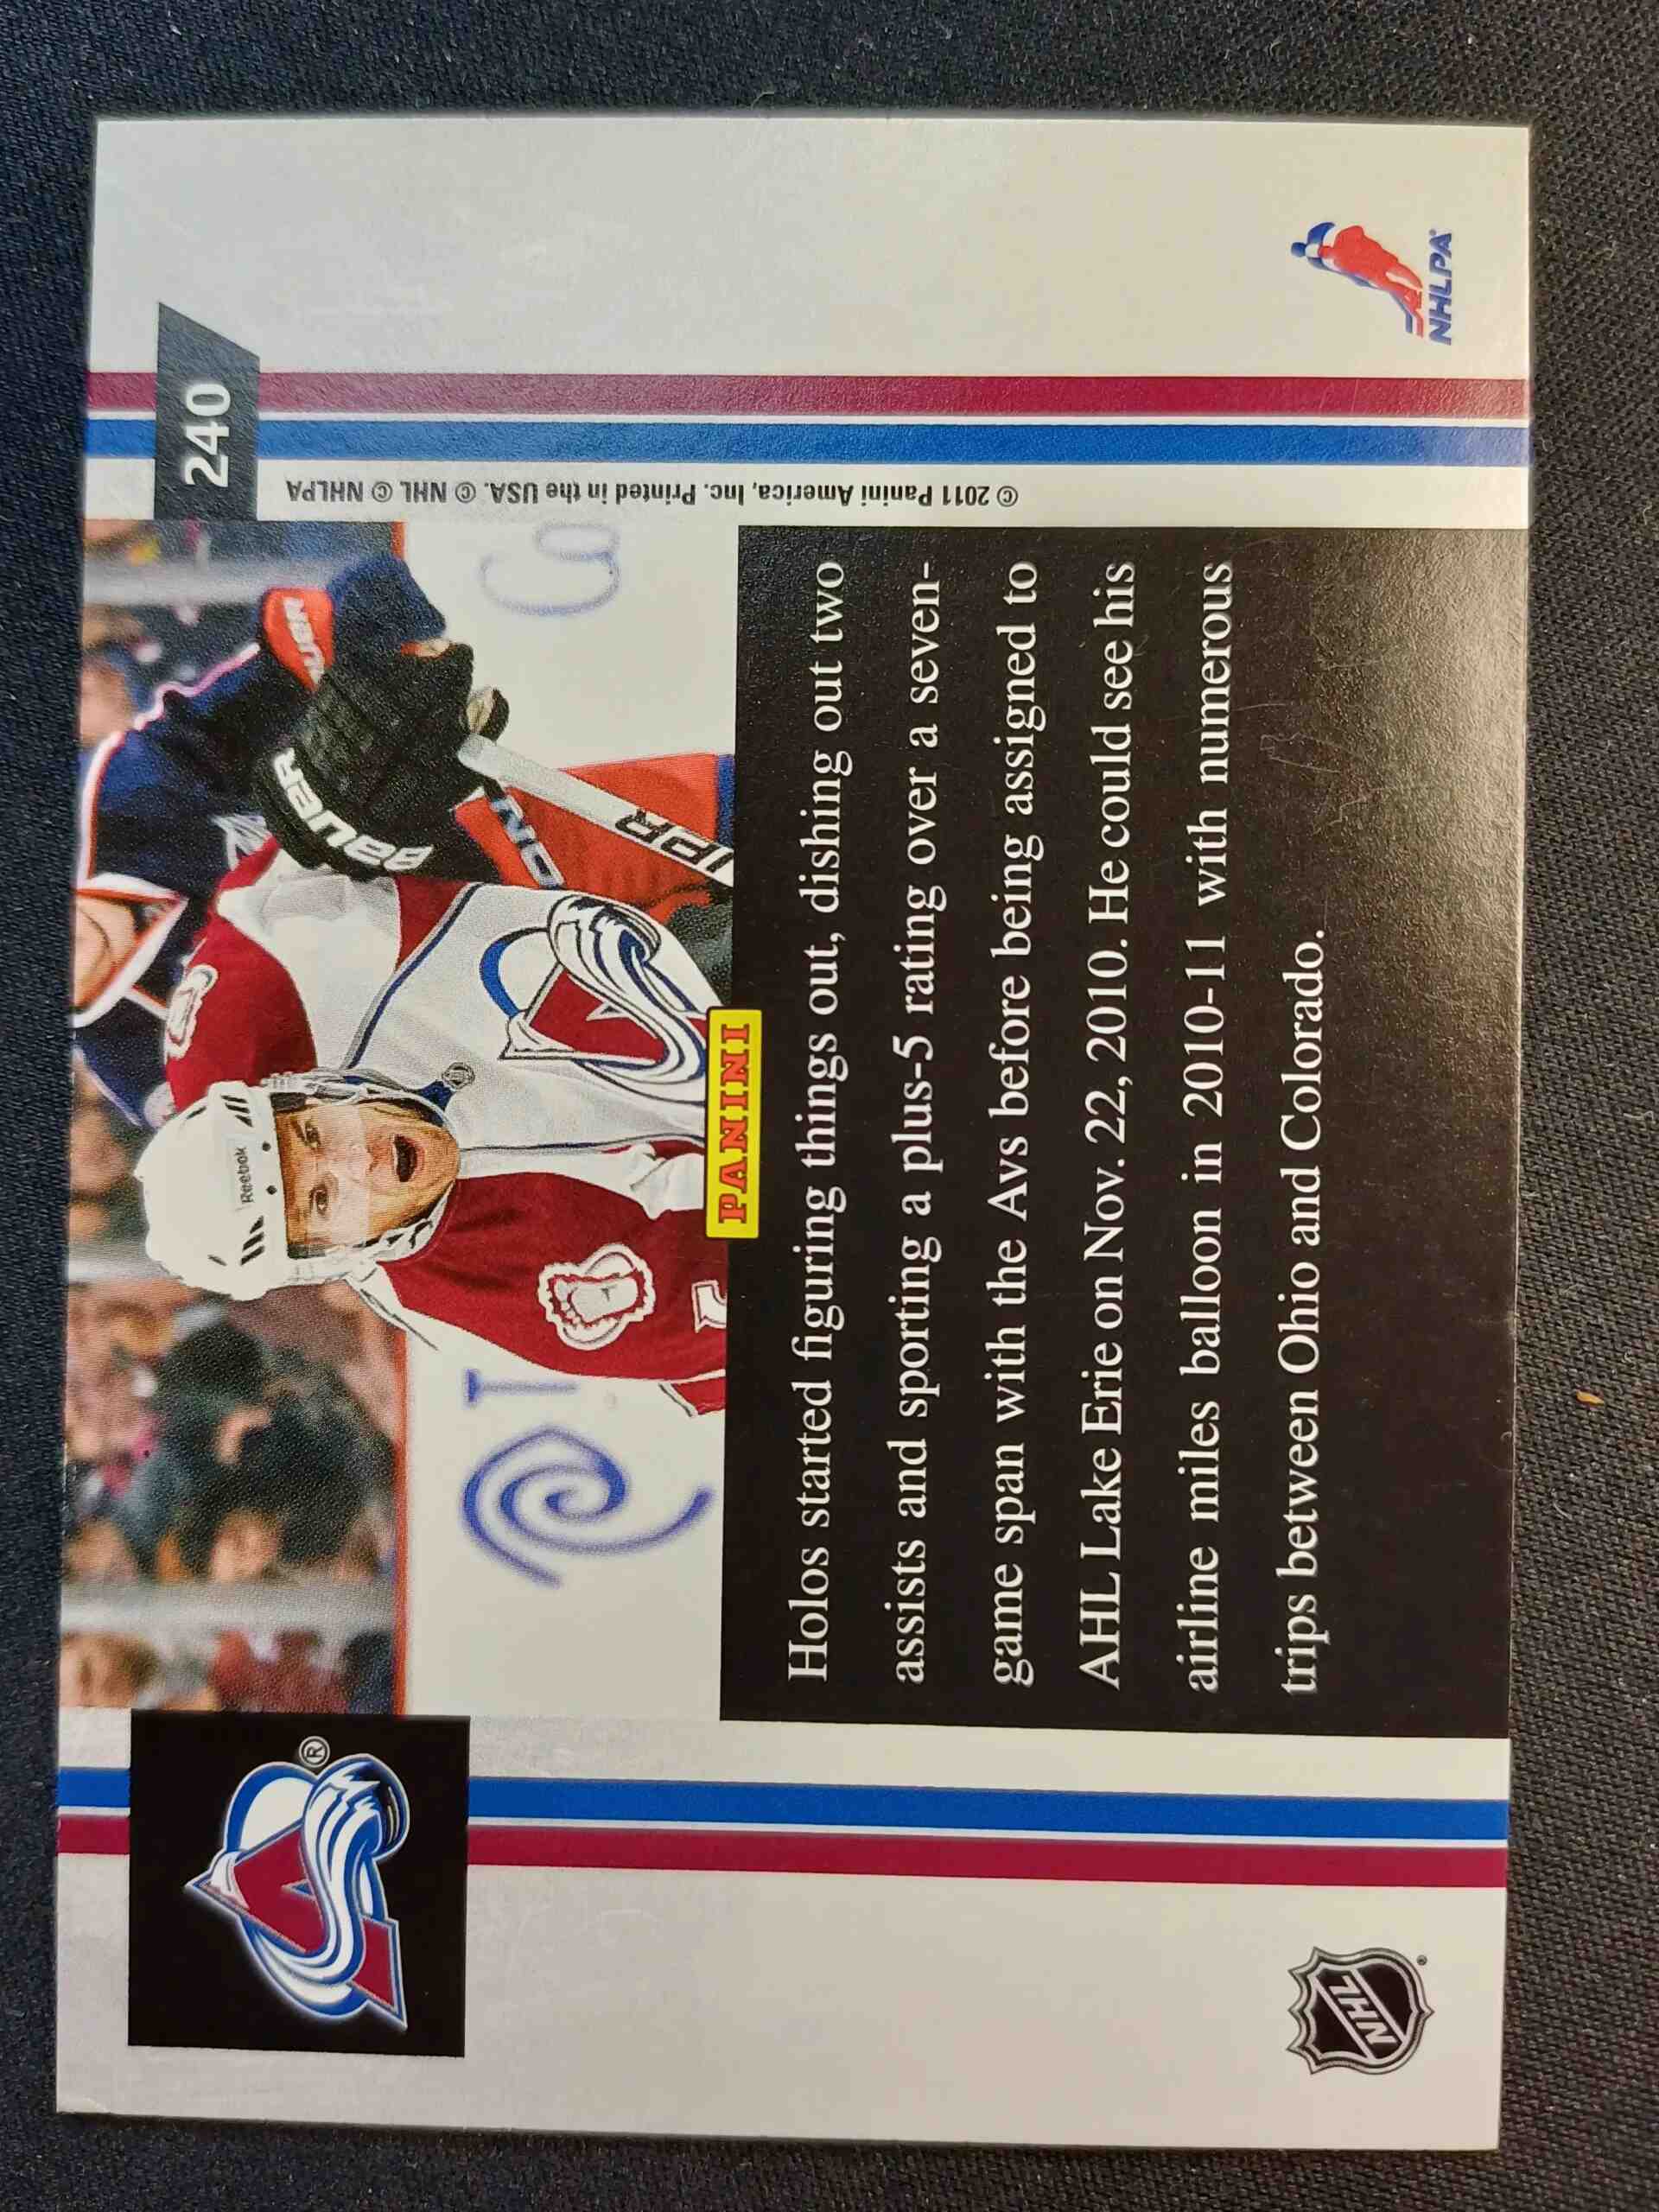 240
© 2011 Panini America, Inc. Printed in the USA. © NHL © NHLPA
Reebok
BAUER
BAUER
PANINI
Holos started figuring things out, dishing out two
assists and sporting a plus-5 rating over a seven-
game span with the Avs before being assigned to
AHL Lake Erie on Nov. 22, 2010. He could see his
airline miles balloon in 2010-11 with numerous
trips between Ohio and Colorado.
A ®
NHL
NHLPA